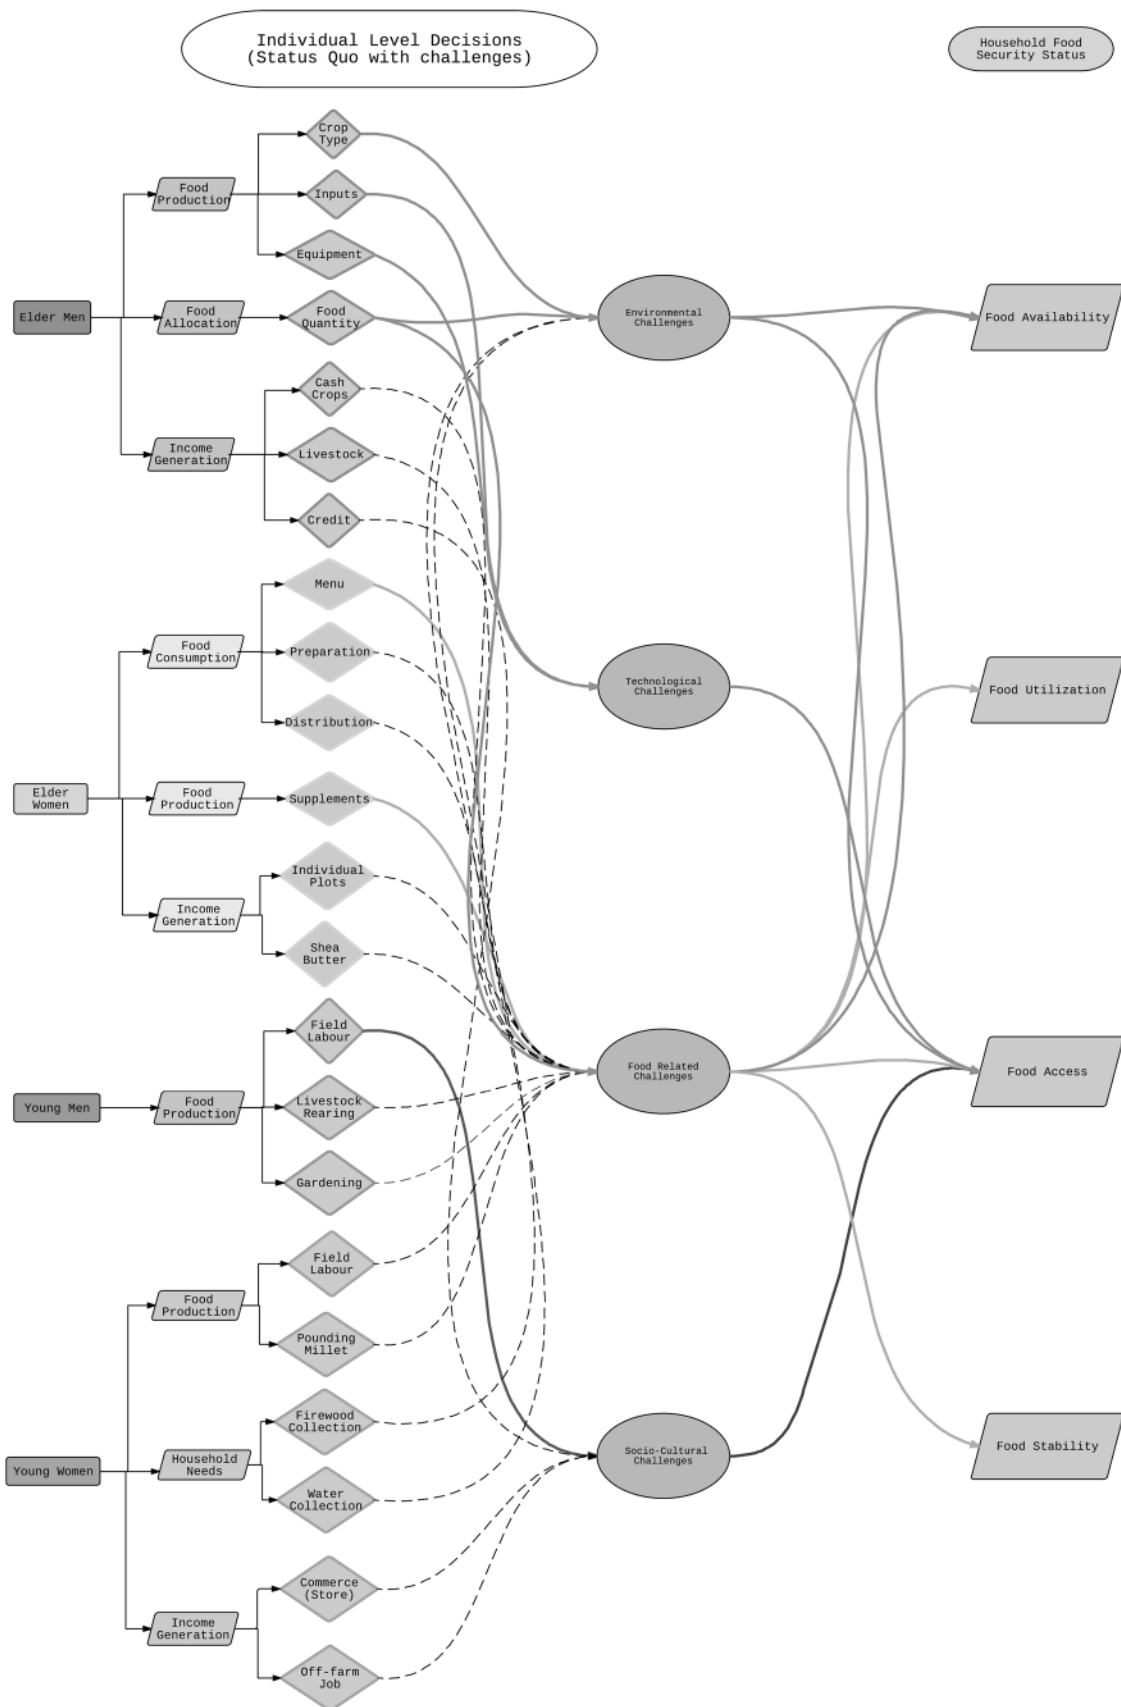 Individual Level Decisions
(Status Quo with challenges)
Household Food
Security Status
Elder Men
Food
Production
Crop
Type
Inputs
Equipment
Food
Allocation
Food
Quantity
Income
Generation
Cash
Crops
Livestock
Credit
Elder
Women
Food
Consumption
Menu
Preparation
Distribution
Food
Production
Supplements
Income
Generation
Individual
Plots
Shea
Butter
Young Men
Food
Production
Field
Labour
Livestock
Rearing
Gardening
Young Women
Food
Production
Field
Labour
Pounding
Millet
Household
Needs
Firewood
Collection
Water
Collection
Income
Generation
Commerce
(Store)
Off-farm
Job
Environmental
Challenges
Technological
Challenges
Food Related
Challenges
Socio-Cultural
Challenges
Food Availability
Food Utilization
Food Access
Food Stability